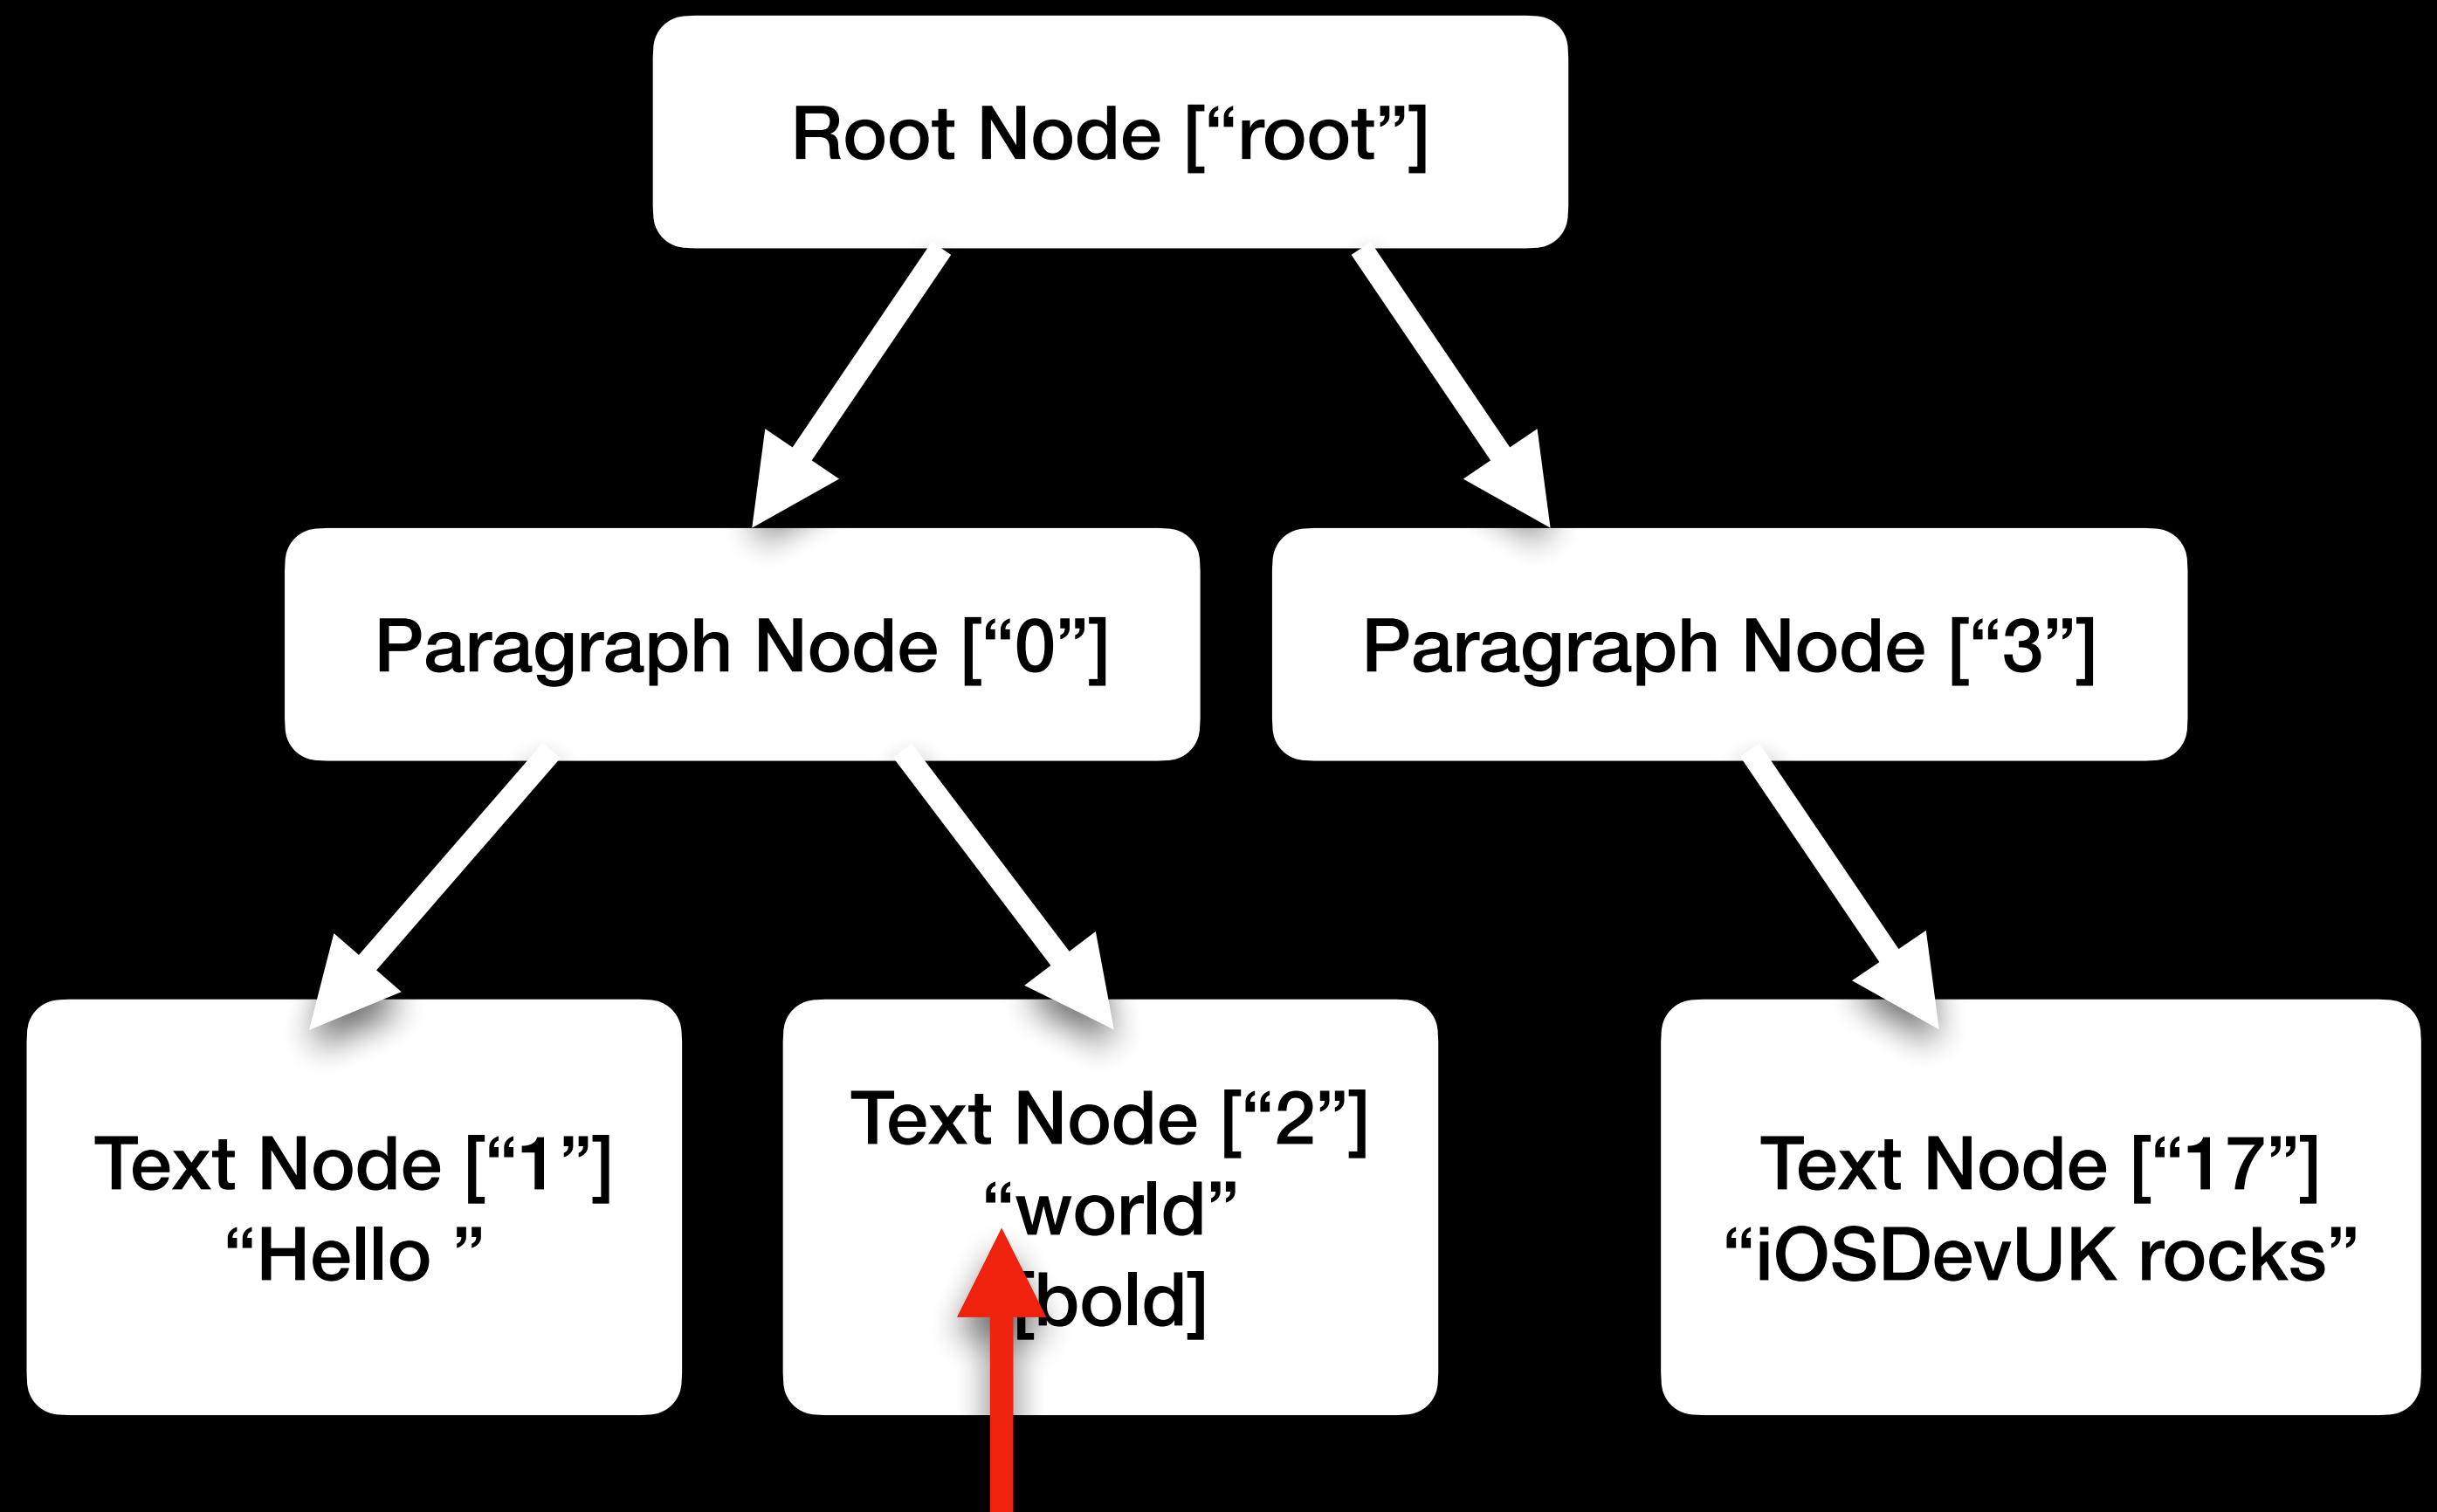 Root Node [“root”]
Paragraph Node [“0”]
Paragraph Node [“3”]
Text Node [“1”]
“Hello ”
Text Node [“2”]
“world”
[bold]
Text Node [“17”]
“iOSDevUK rocks”